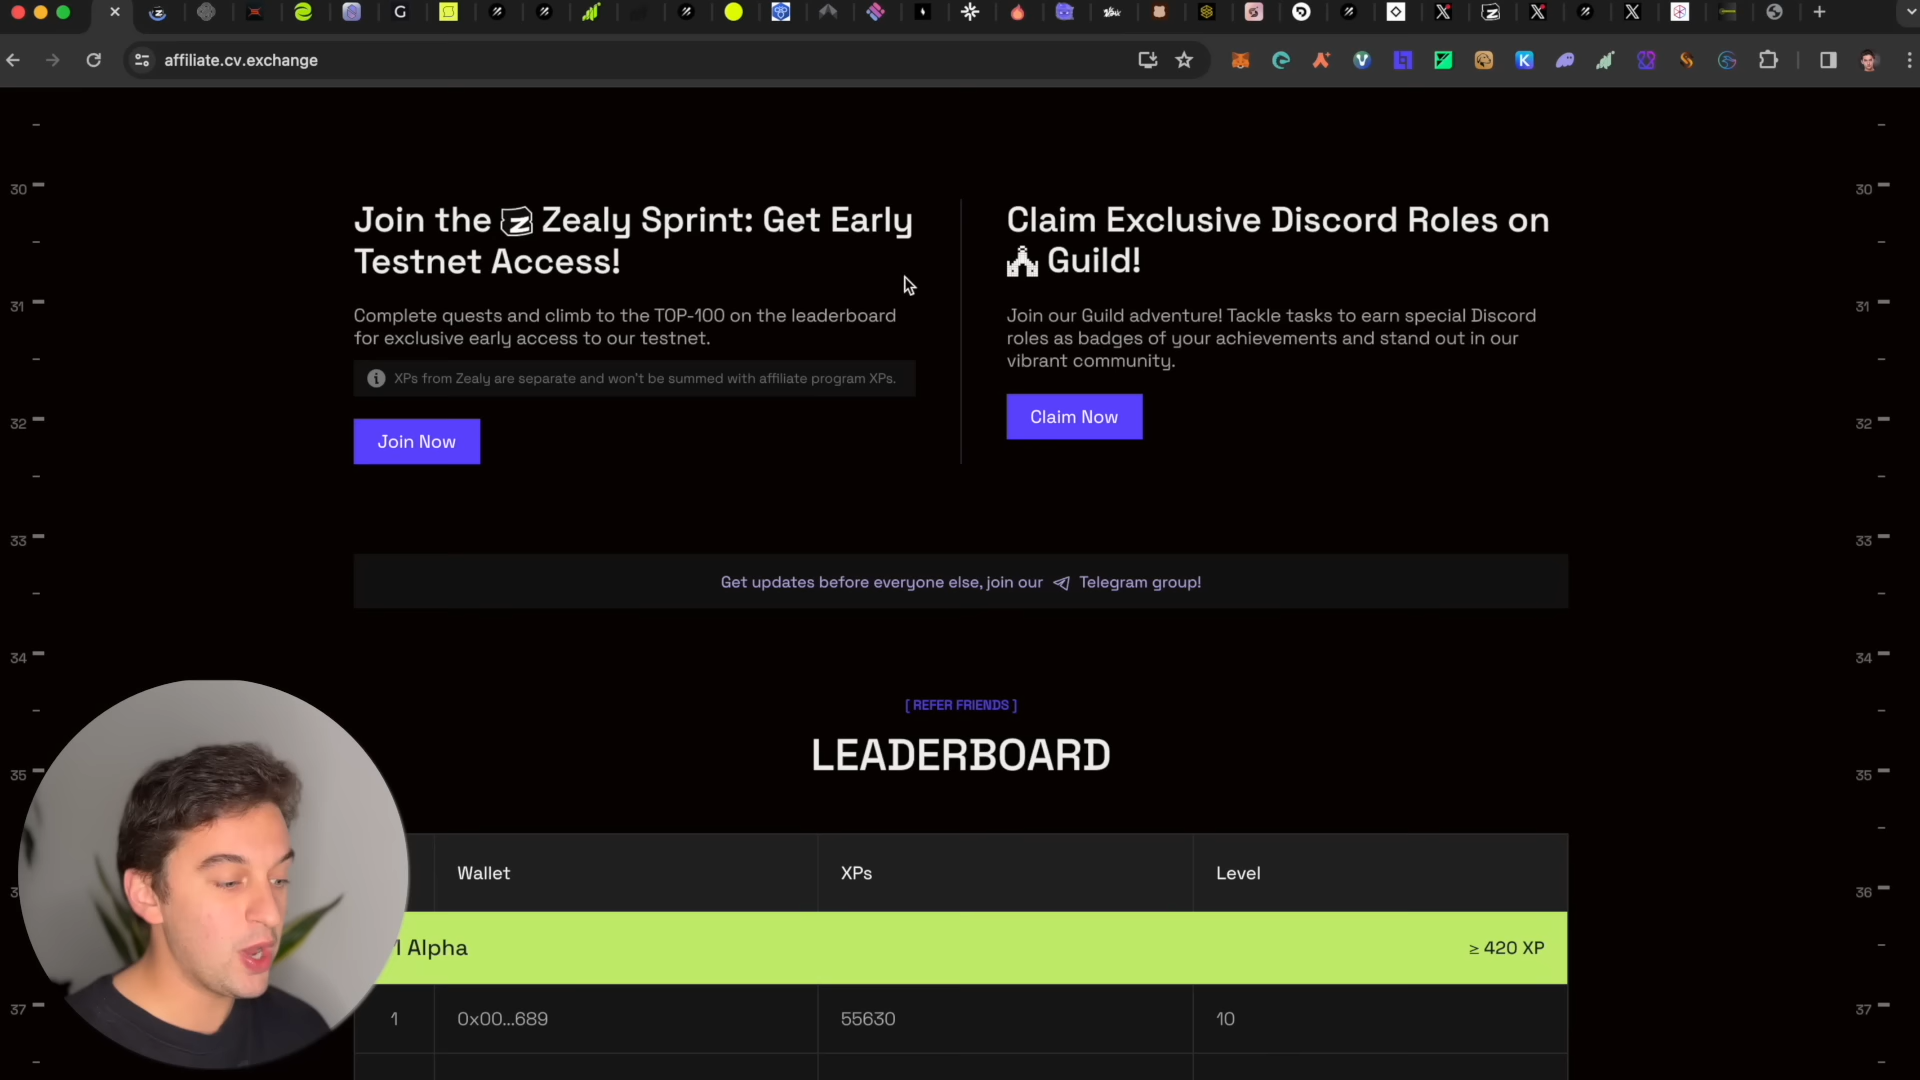 affiliate.cv.exchange
Join the Zealy Sprint: Get Early
Testnet Access!
Complete quests and climb to the TOP-100 on the leaderboard
for exclusive early access to our testnet.
XPs from Zealy are separate and won't be summed with affiliate program XPs.
Join Now
Claim Exclusive Discord Roles on
Guild!
Join our Guild adventure! Tackle tasks to earn special Discord
roles as badges of your achievements and stand out in our
vibrant community.
Claim Now
Get updates before everyone else, join our Telegram group!
[ REFER FRIENDS ]
LEADERBOARD
Wallet XPs Level
1 Alpha ≥ 420 XP
1 0x00...689 55630 10
30
31
32
33
34
35
37
30
31
32
33
34
35
36
37